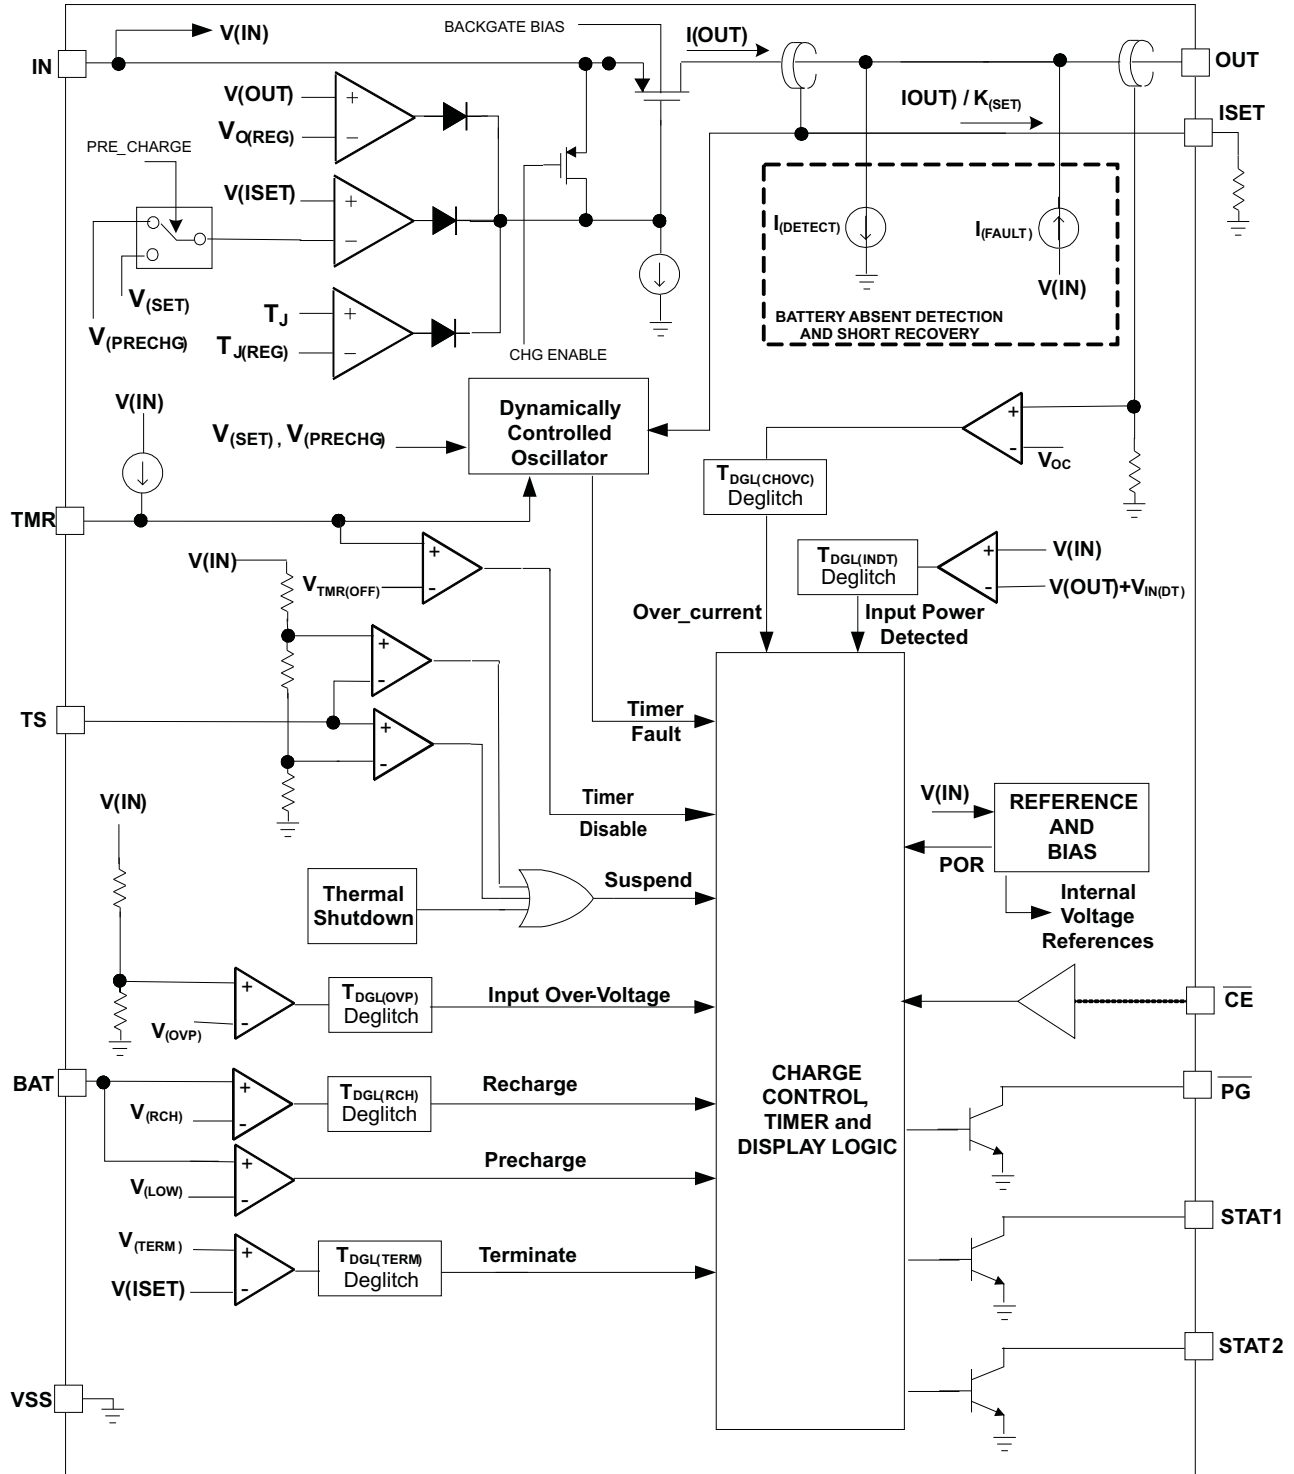 BACKGATE BIAS
V(IN)
I(OUT)
IN
OUT
V(OUT)
+
VO(REG)
−
IOUT) / K(SET)
ISET
PRE_CHARGE
V(ISET)
+
−
I(DETECT)
I(FAULT)
V(IN)
V(SET)
V(PRECHG)
TJ
+
TJ(REG)
−
BATTERY ABSENT DETECTION
AND SHORT RECOVERY
CHG ENABLE
V(IN)
Dynamically
Controlled
Oscillator
V(SET) , V(PRECHG)
+
-
VOC
TDGL(CHOVC)
Deglitch
TMR
V(IN)
+
VTMR(OFF)
-
TDGL(INDT)
Deglitch
+
V(IN)
-
V(OUT)+VIN(DT)
Over_current
Input Power
Detected
+
-
TS
+
-
Timer
Fault
V(IN)
Timer
Disable
V(IN)
REFERENCE
AND
BIAS
POR
Thermal
Shutdown
Suspend
Internal
Voltage
References
+
V(OVP)
-
TDGL(OVP)
Deglitch
Input Over-Voltage
CE
BAT
+
V(RCH)
-
TDGL(RCH)
Deglitch
Recharge
CHARGE
CONTROL,
TIMER and
DISPLAY LOGIC
PG
+
V(LOW)
-
Precharge
STAT1
V(TERM)
+
V(ISET)
-
TDGL(TERM)
Deglitch
Terminate
STAT2
VSS